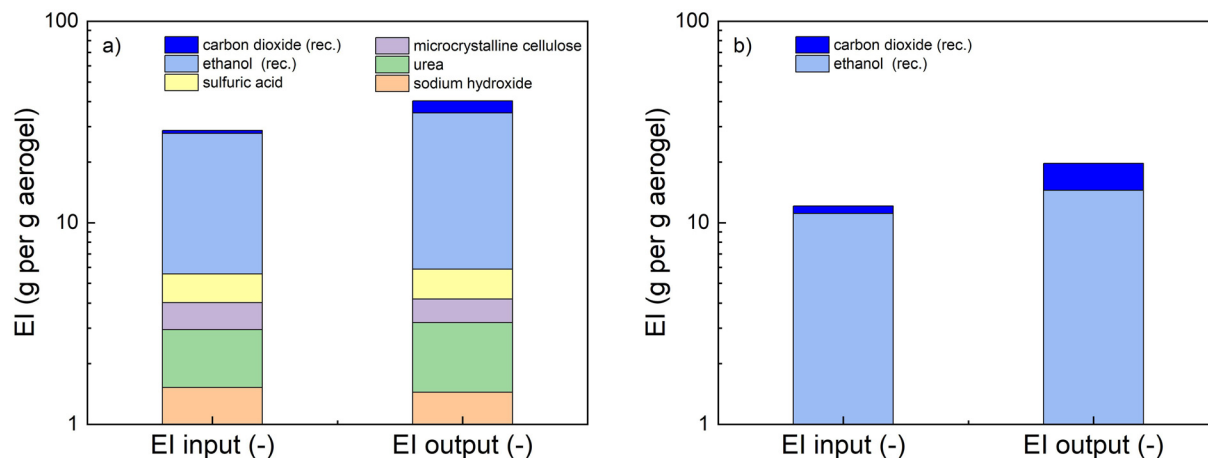 a)
carbon dioxide (rec.)
ethanol (rec.)
sulfuric acid
microcrystalline cellulose
urea
sodium hydroxide
EI (g per g aerogel)
100
10
1
EI input (-)
EI output (-)
b)
carbon dioxide (rec.)
ethanol (rec.)
EI (g per g aerogel)
100
10
1
EI input (-)
EI output (-)